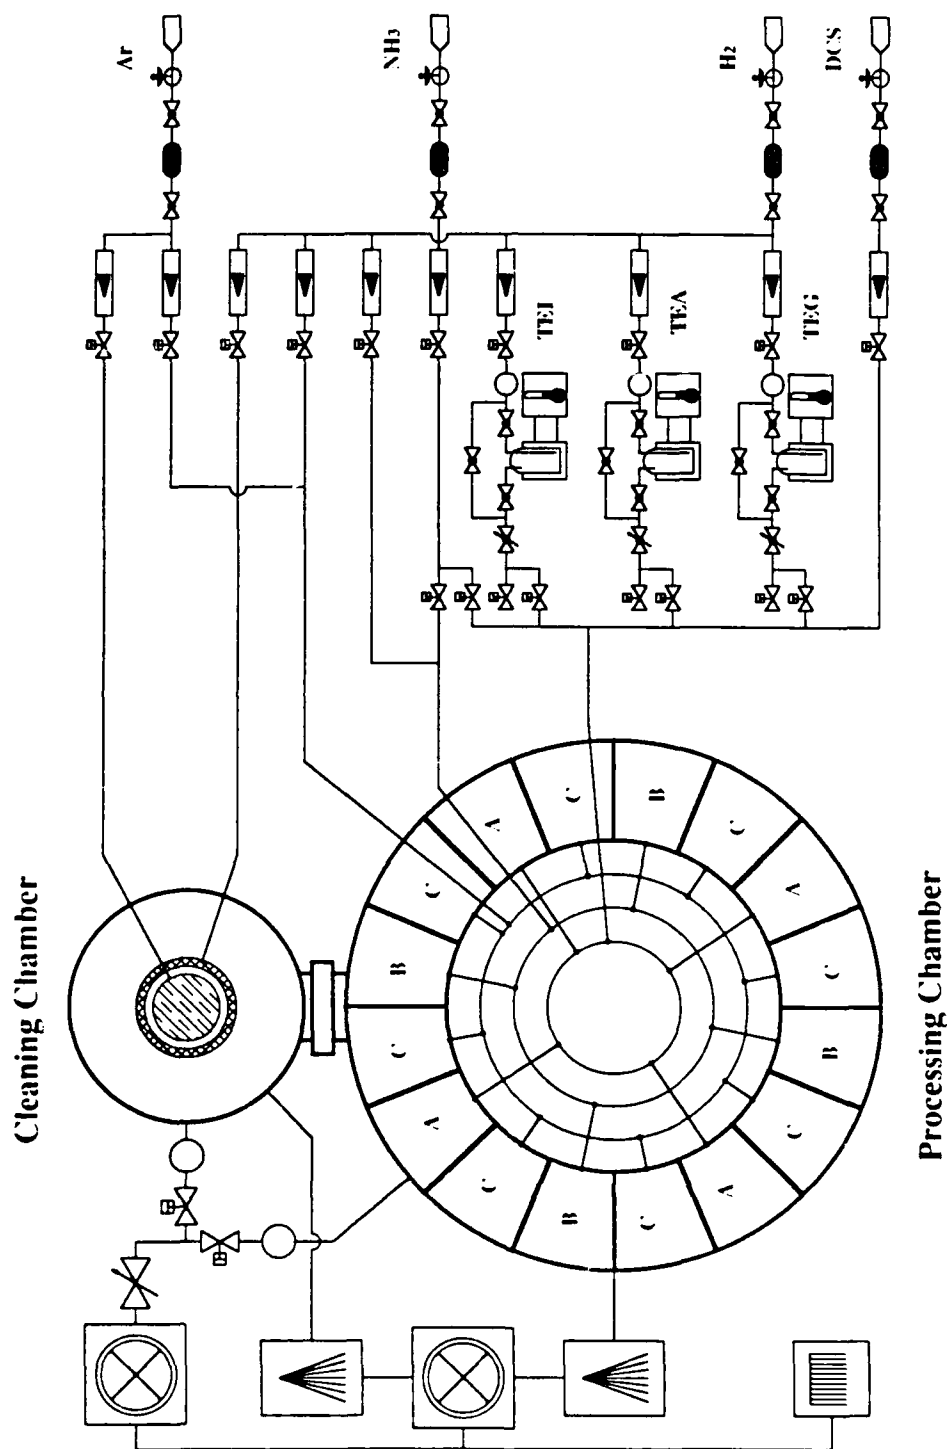 Ar
NH3
H2
DCS
TEI
TEA
TEG
Cleaning Chamber
Processing Chamber
C
B
A
C
C
B
C
C
A
A
C
C
B
B
C
C
A